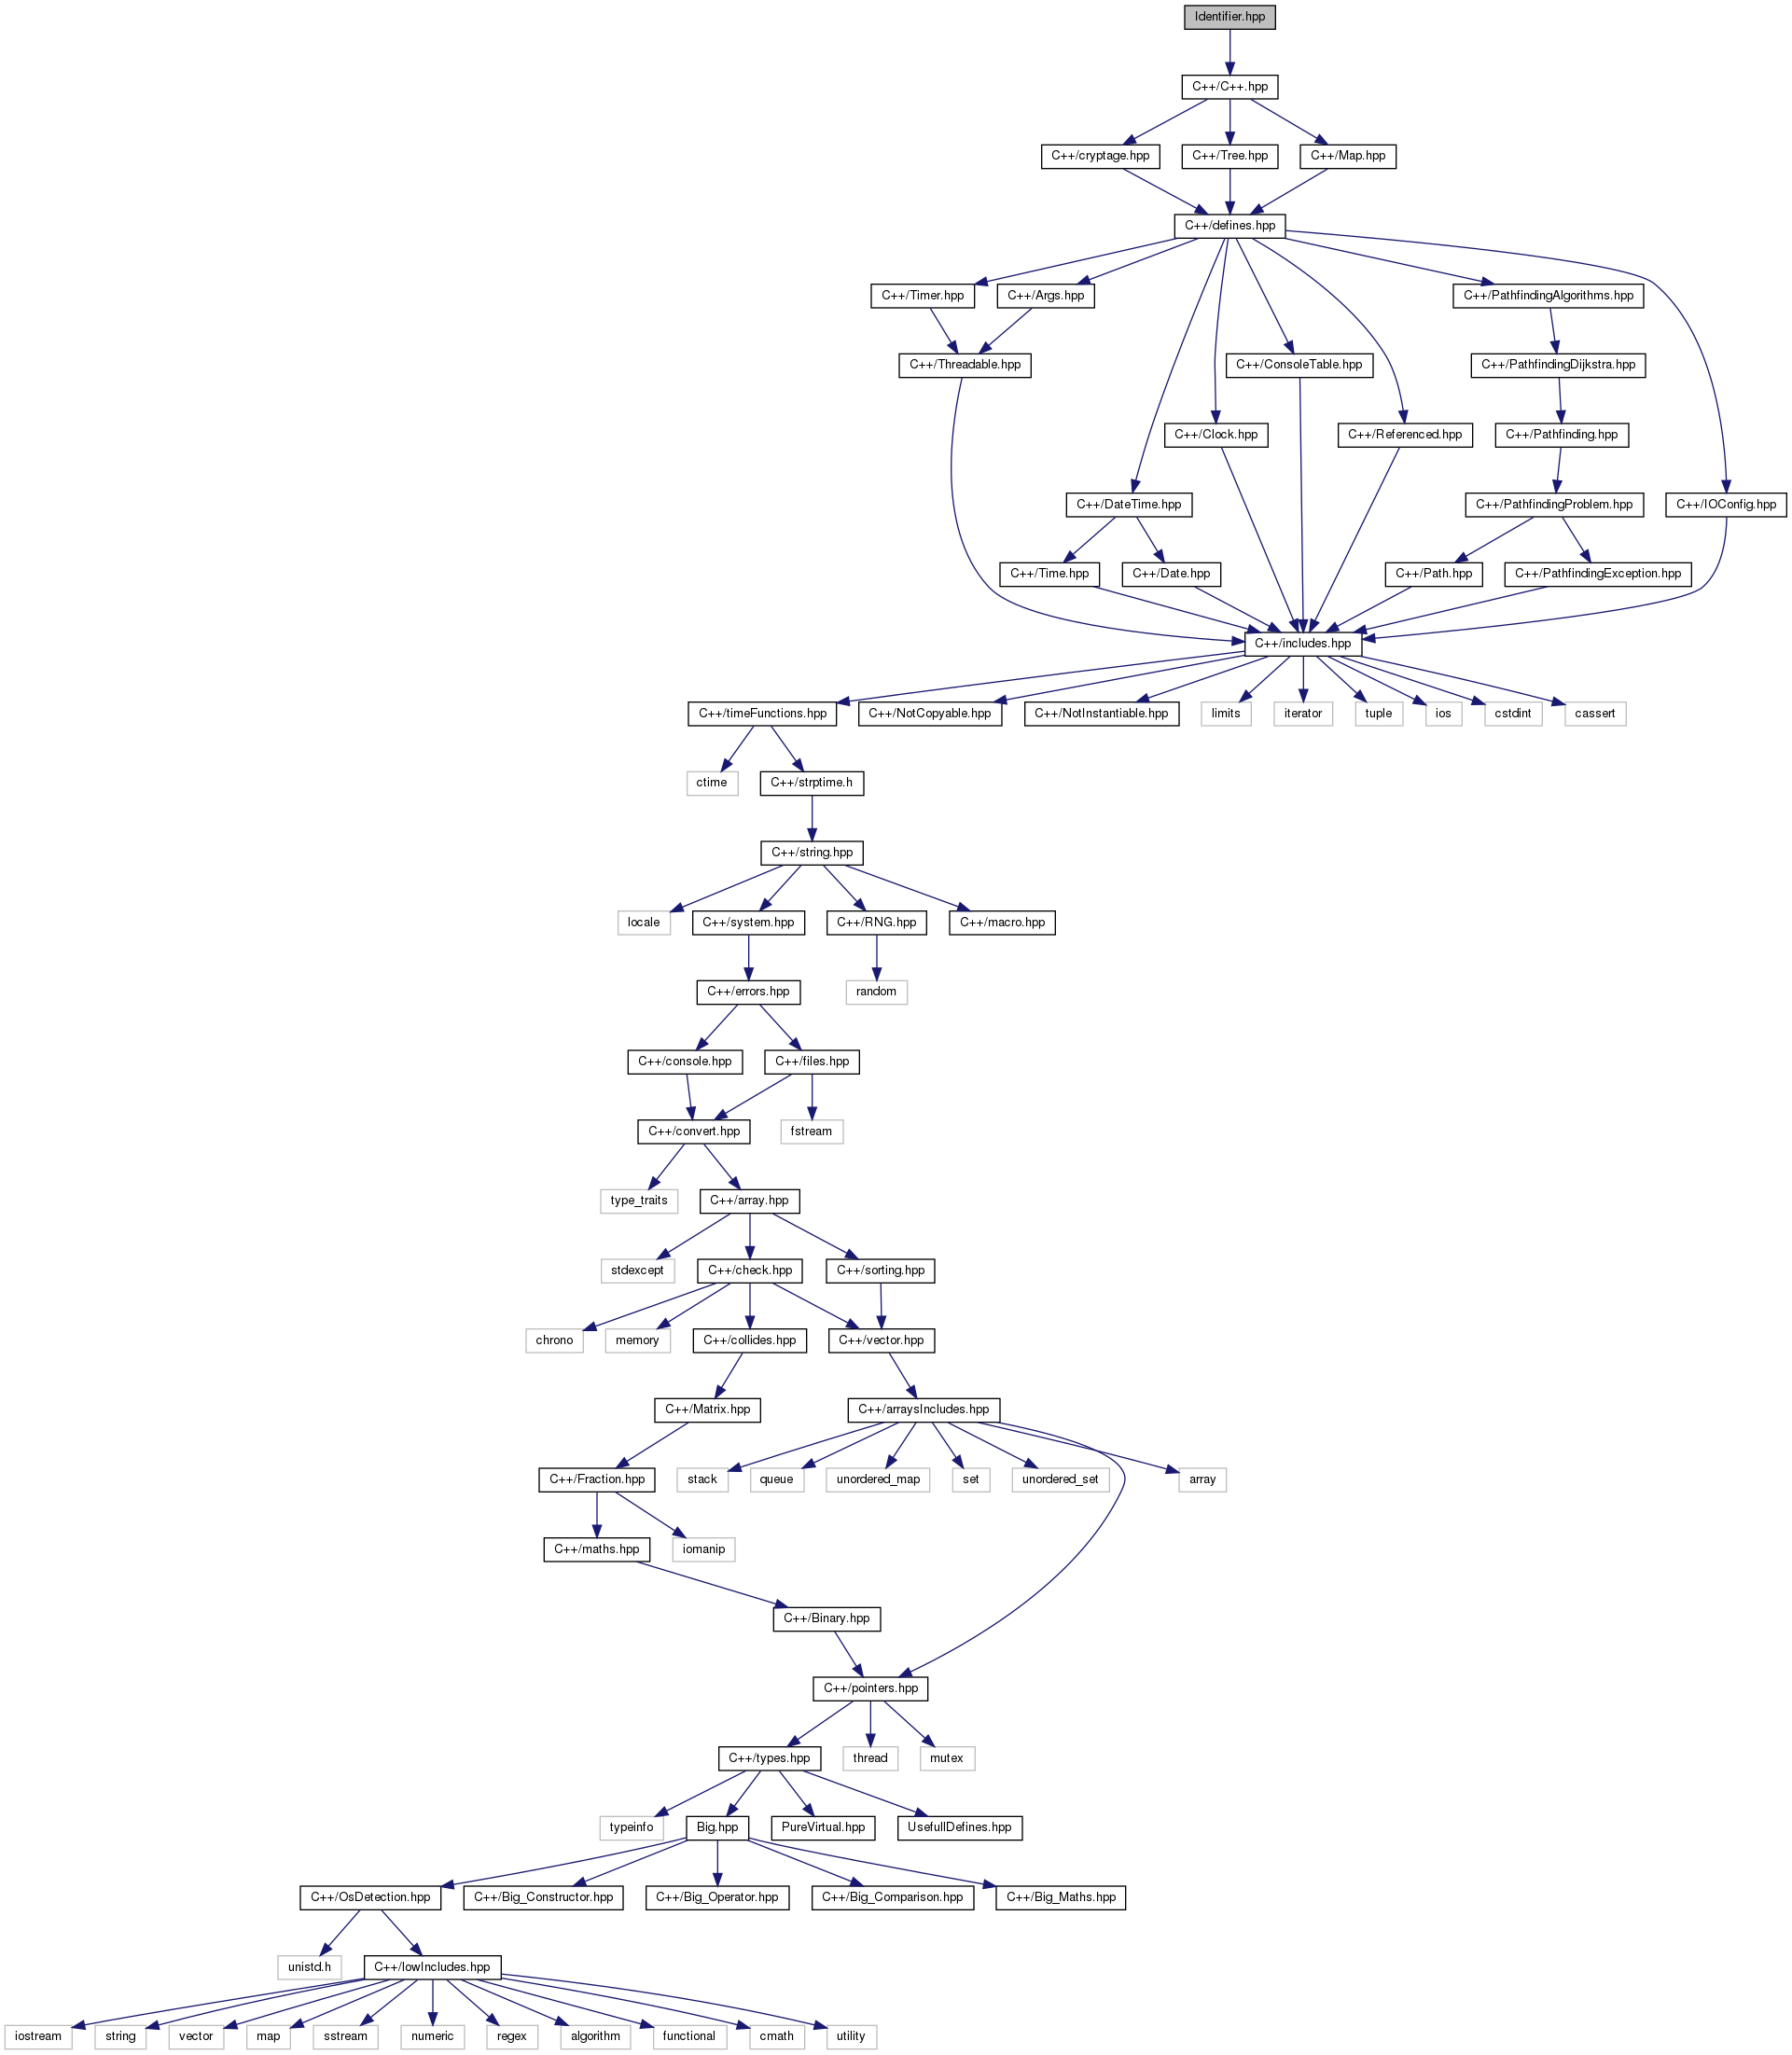 Identifier.hpp
C++/C++.hpp
C++/cryptage.hpp
C++/Tree.hpp
C++/Map.hpp
C++/defines.hpp
C++/Timer.hpp
C++/Args.hpp
C++/PathfindingAlgorithms.hpp
C++/Threadable.hpp
C++/ConsoleTable.hpp
C++/PathfindingDijkstra.hpp
C++/Clock.hpp
C++/Referenced.hpp
C++/Pathfinding.hpp
C++/DateTime.hpp
C++/PathfindingProblem.hpp
C++/IOConfig.hpp
C++/Time.hpp
C++/Date.hpp
C++/Path.hpp
C++/PathfindingException.hpp
C++/includes.hpp
C++/timeFunctions.hpp
C++/NotCopyable.hpp
C++/NotInstantiable.hpp
limits
iterator
tuple
ios
cstdint
cassert
ctime
C++/strptime.h
C++/string.hpp
locale
C++/system.hpp
C++/RNG.hpp
C++/macro.hpp
C++/errors.hpp
random
C++/console.hpp
C++/files.hpp
C++/convert.hpp
fstream
type_traits
C++/array.hpp
stdexcept
C++/check.hpp
C++/sorting.hpp
chrono
memory
C++/collides.hpp
C++/vector.hpp
C++/Matrix.hpp
C++/arraysIncludes.hpp
C++/Fraction.hpp
stack
queue
unordered_map
set
unordered_set
array
C++/maths.hpp
iomanip
C++/Binary.hpp
C++/pointers.hpp
C++/types.hpp
thread
mutex
typeinfo
Big.hpp
PureVirtual.hpp
UsefullDefines.hpp
C++/OsDetection.hpp
C++/Big_Constructor.hpp
C++/Big_Operator.hpp
C++/Big_Comparison.hpp
C++/Big_Maths.hpp
unistd.h
C++/lowIncludes.hpp
iostream
string
vector
map
sstream
numeric
regex
algorithm
functional
cmath
utility